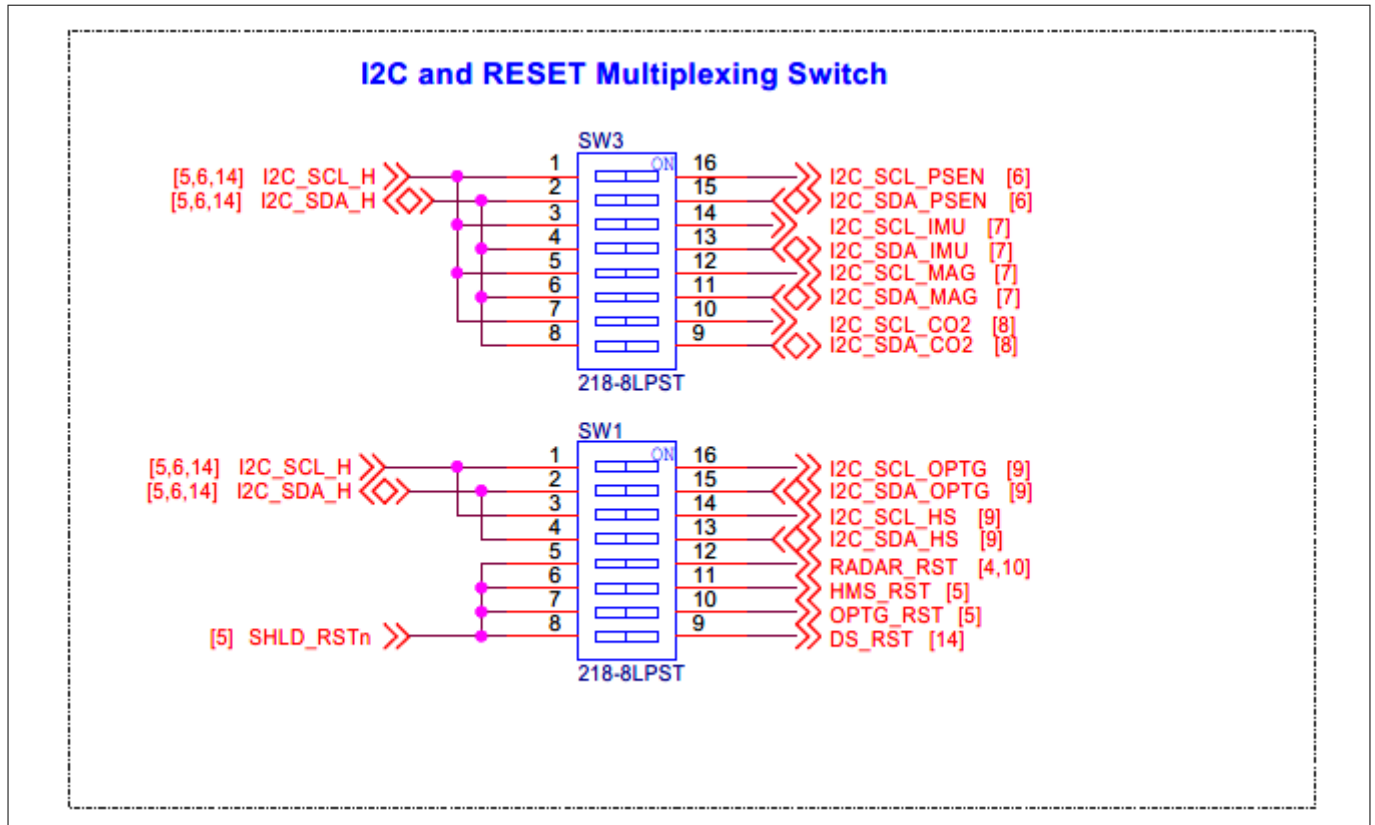 I2C and RESET Multiplexing Switch
SW3
ON
[5,6,14] I2C_SCL_H 1 16 I2C_SCL_PSEN [6]
[5,6,14] I2C_SDA_H 2 15 I2C_SDA_PSEN [6]
3 14 I2C_SCL_IMU [7]
4 13 I2C_SDA_IMU [7]
5 12 I2C_SCL_MAG [7]
6 11 I2C_SDA_MAG [7]
7 10 I2C_SCL_CO2 [8]
8 9 I2C_SDA_CO2 [8]
218-8LPST
SW1
ON
[5,6,14] I2C_SCL_H 1 16 I2C_SCL_OPTG [9]
[5,6,14] I2C_SDA_H 2 15 I2C_SDA_OPTG [9]
3 14 I2C_SCL_HS [9]
4 13 I2C_SDA_HS [9]
5 12 RADAR_RST [4,10]
6 11 HMS_RST [5]
7 10 OPTG_RST [5]
[5] SHLD_RSTn 8 9 DS_RST [14]
218-8LPST